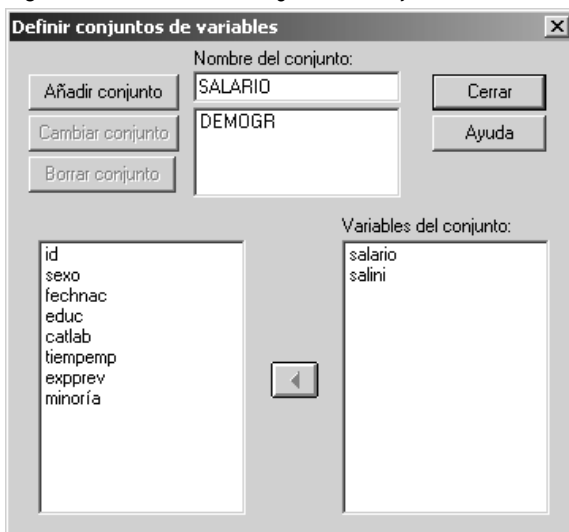 Definir conjuntos de variables
Nombre del conjunto:
Añadir conjunto
SALARIO
Cerrar
Cambiar conjunto
DEMOGR
Ayuda
Borrar conjunto
Variables del conjunto:
id
sexo
fechnac
educ
catlab
tiempemp
expprev
minoría
salario
salini